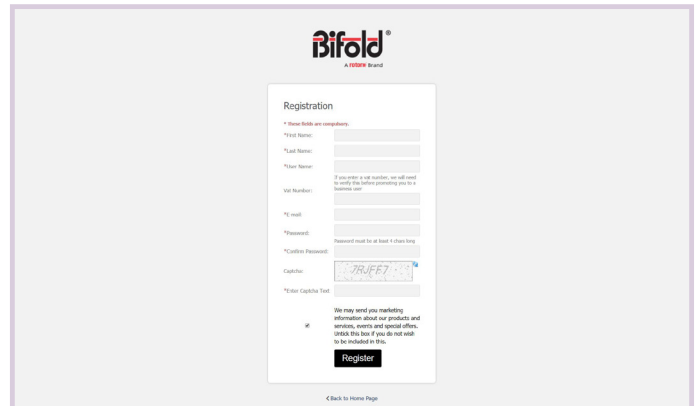 Bifold®
A rotork Brand
Registration
* These fields are compulsory.
*First Name:
*Last Name:
*User Name:
If you enter a vat number, we will need
to verify this before promoting you to a
business user
Vat Number:
*E-mail:
*Password:
Password must be at least 4 chars long
*Confirm Password:
Captcha:
7RJFF7
*Enter Captcha Text
We may send you marketing
information about our products and
services, events and special offers.
Untick this box if you do not wish
to be included in this.
Register
Back to Home Page